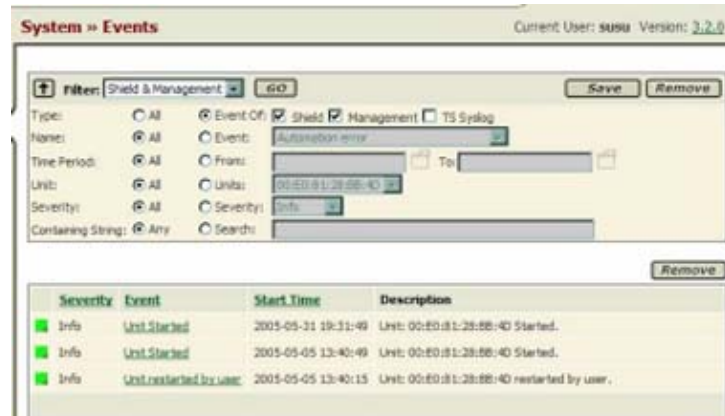 System » Events
Current User: susu Version: 3.2.0
Filter: Shield & Management GO Save Remove
Type: All Event Of: Shield Management TS Syslog
Name: All Event: Automation error
Time Period: All From: To:
Unit: All Units: 00:E0:81:28:BB:4D
Severity: All Severity: Info
Containing String: Any Search:
Remove
Severity Event Start Time Description
Info Unit Started 2005-05-31 19:31:49 Unit: 00:E0:81:28:BB:4D Started.
Info Unit Started 2005-05-05 13:40:49 Unit: 00:E0:81:28:BB:4D Started.
Info Unit restarted by user 2005-05-05 13:40:15 Unit: 00:E0:81:28:BB:4D restarted by user.